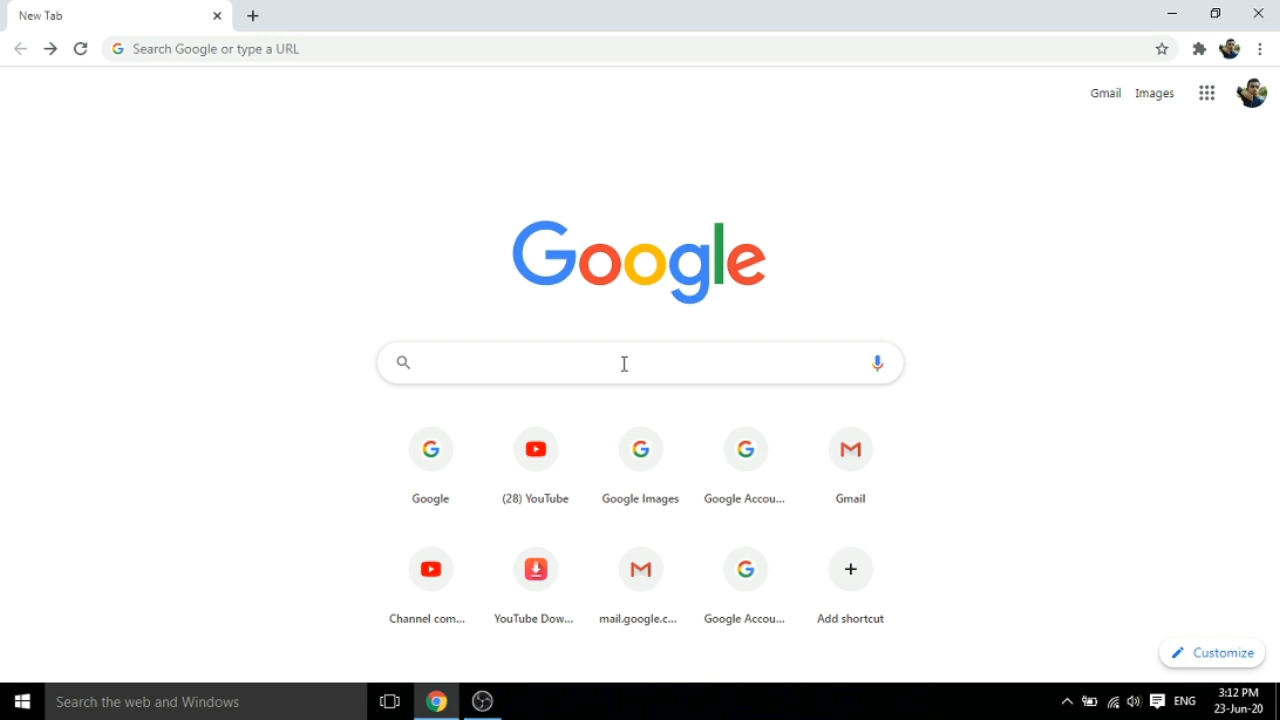 New Tab
Search Google or type a URL
Gmail Images
Google
Google
(28) YouTube
Google Images
Google Accou...
Gmail
Channel com...
YouTube Dow...
mail.google.c...
Google Accou...
Add shortcut
Customize
Search the web and Windows
ENG
3:12 PM
23-Jun-20